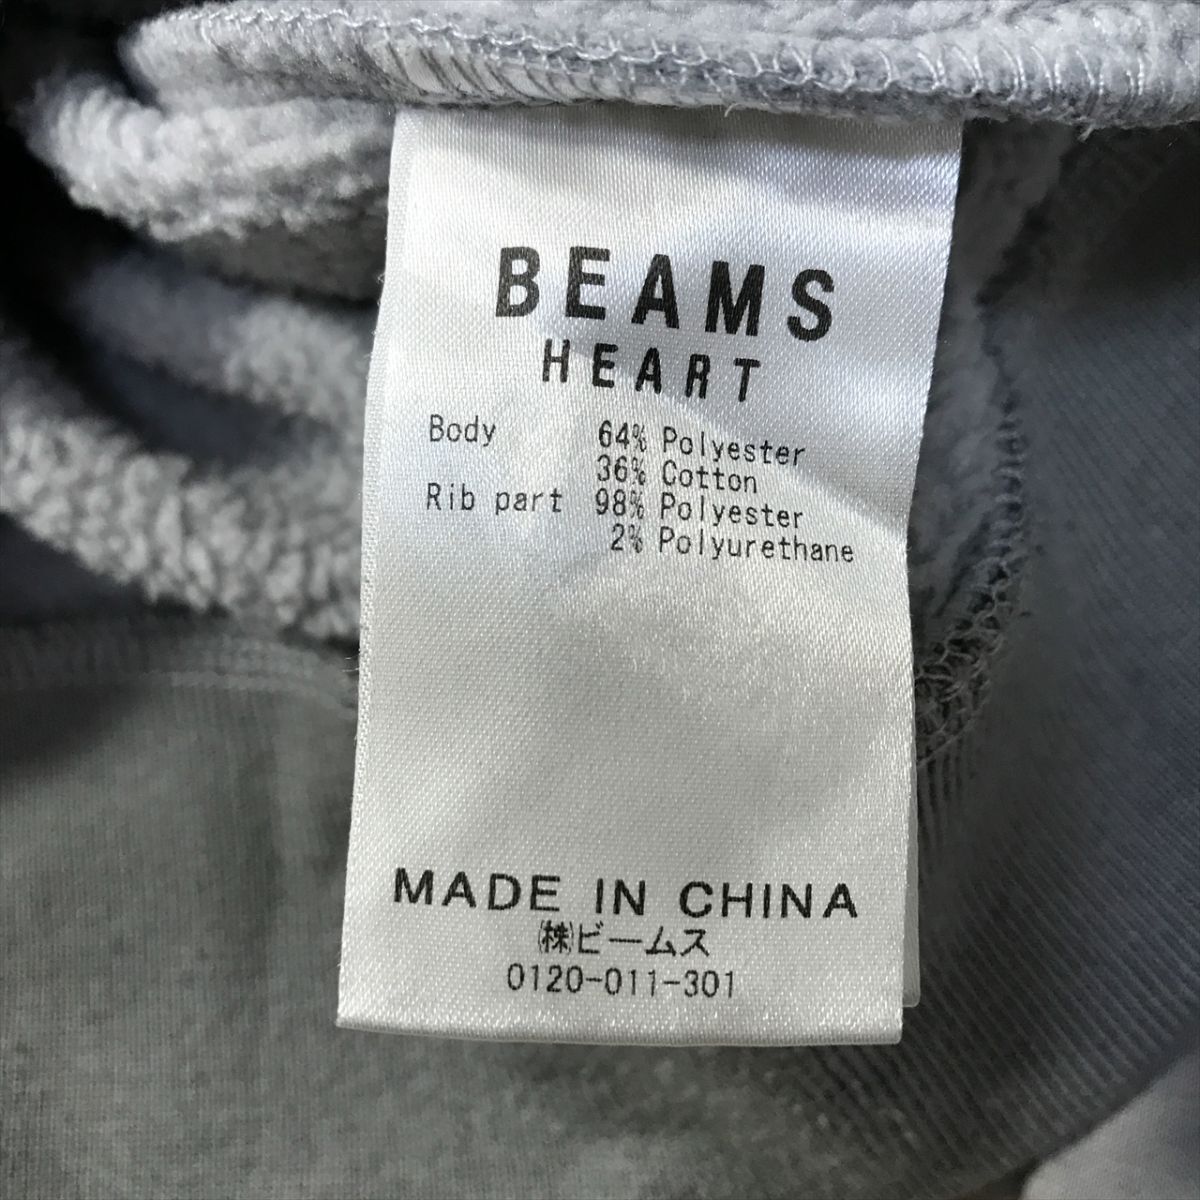 BEAMS
HEART
Body 64% Polyester
36% Cotton
Rib part 98% Polyester
2% Polyurethane
MADE IN CHINA
㈱ビームス
0120-011-301